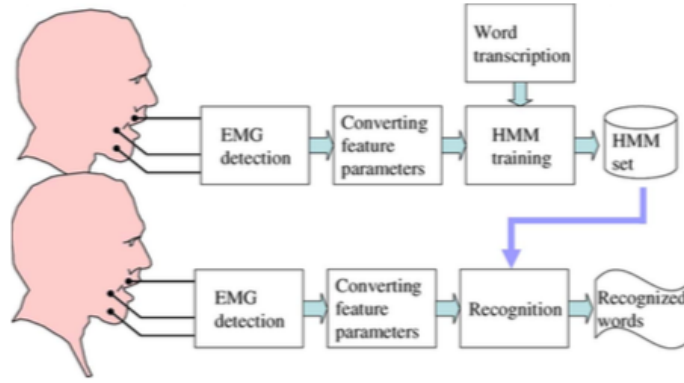 Word
transcription
EMG
detection
Converting
feature
parameters
HMM
training
HMM
set
EMG
detection
Converting
feature
parameters
Recognition
Recognized
words